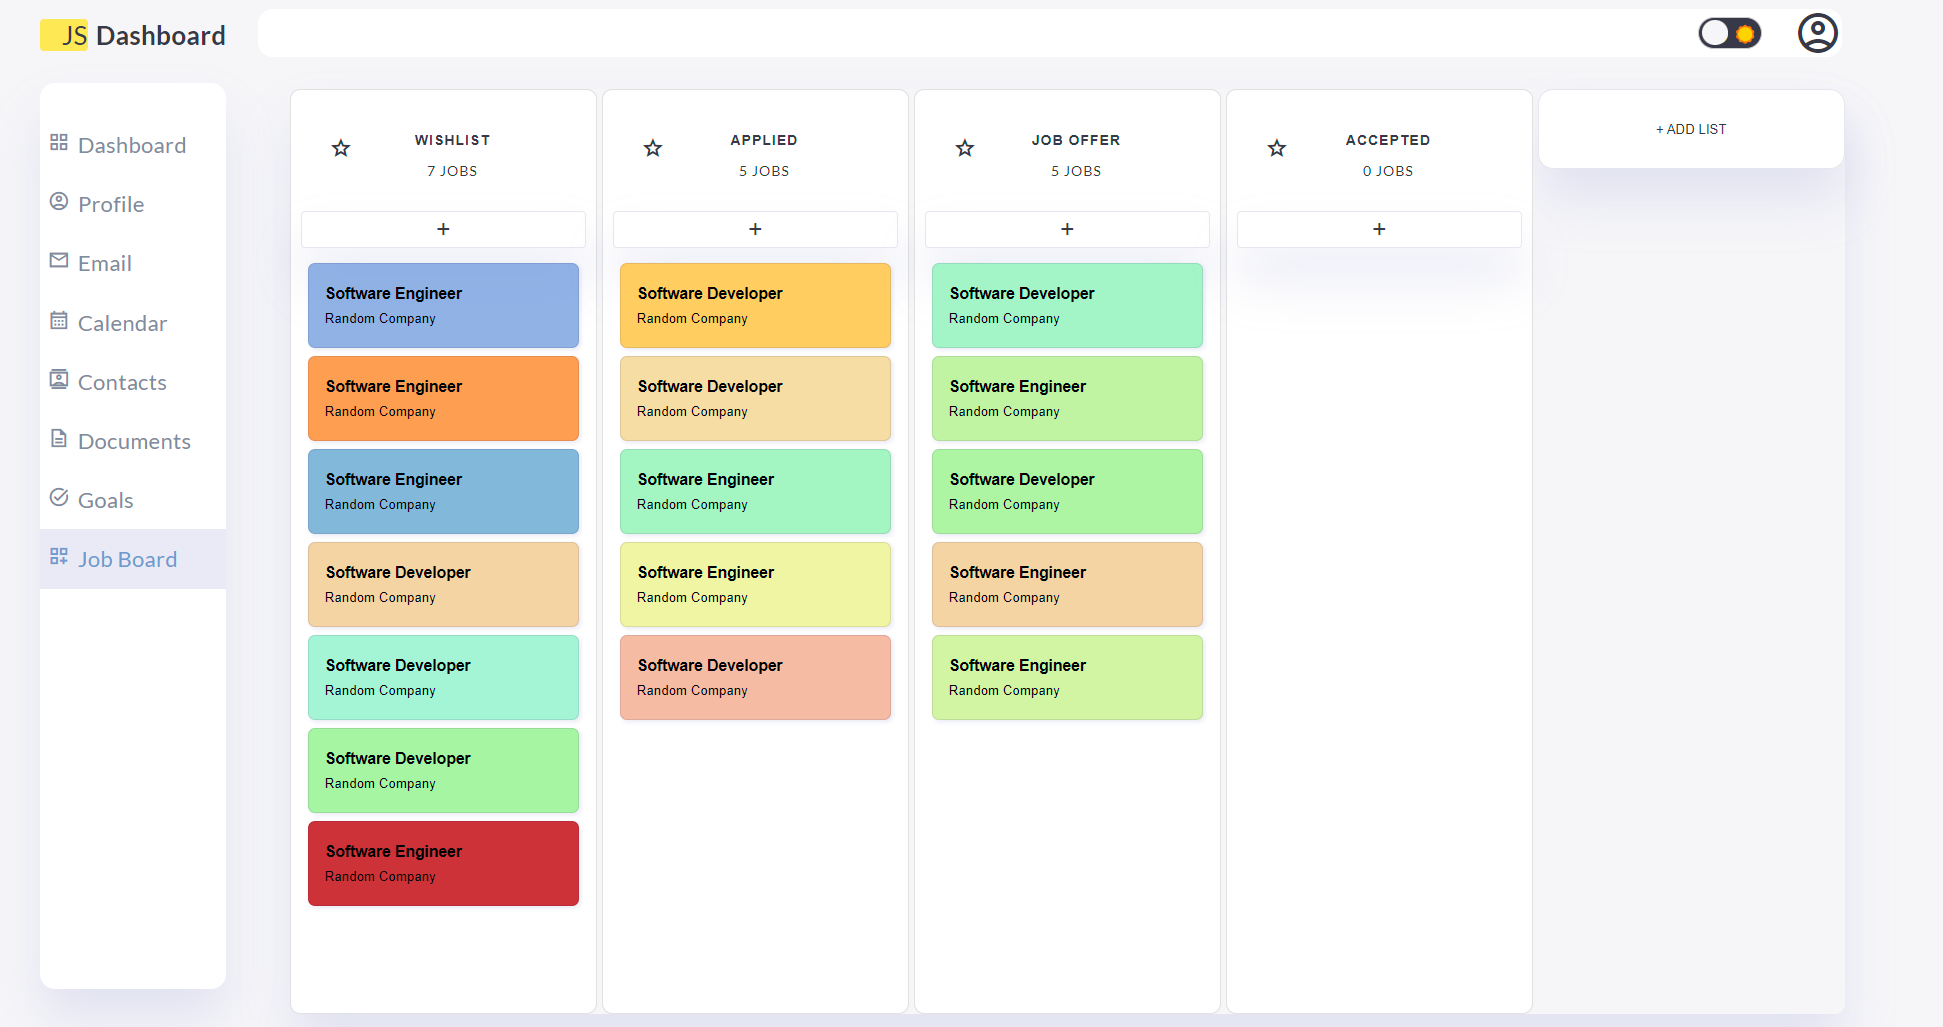 JS Dashboard
Dashboard
Profile
Email
Calendar
Contacts
Documents
Goals
Job Board
WISHLIST
7 JOBS
+
Software Engineer
Random Company
Software Engineer
Random Company
Software Engineer
Random Company
Software Developer
Random Company
Software Developer
Random Company
Software Developer
Random Company
Software Engineer
Random Company
APPLIED
5 JOBS
+
Software Developer
Random Company
Software Developer
Random Company
Software Engineer
Random Company
Software Engineer
Random Company
Software Developer
Random Company
JOB OFFER
5 JOBS
+
Software Developer
Random Company
Software Engineer
Random Company
Software Developer
Random Company
Software Engineer
Random Company
Software Engineer
Random Company
ACCEPTED
0 JOBS
+
+ ADD LIST